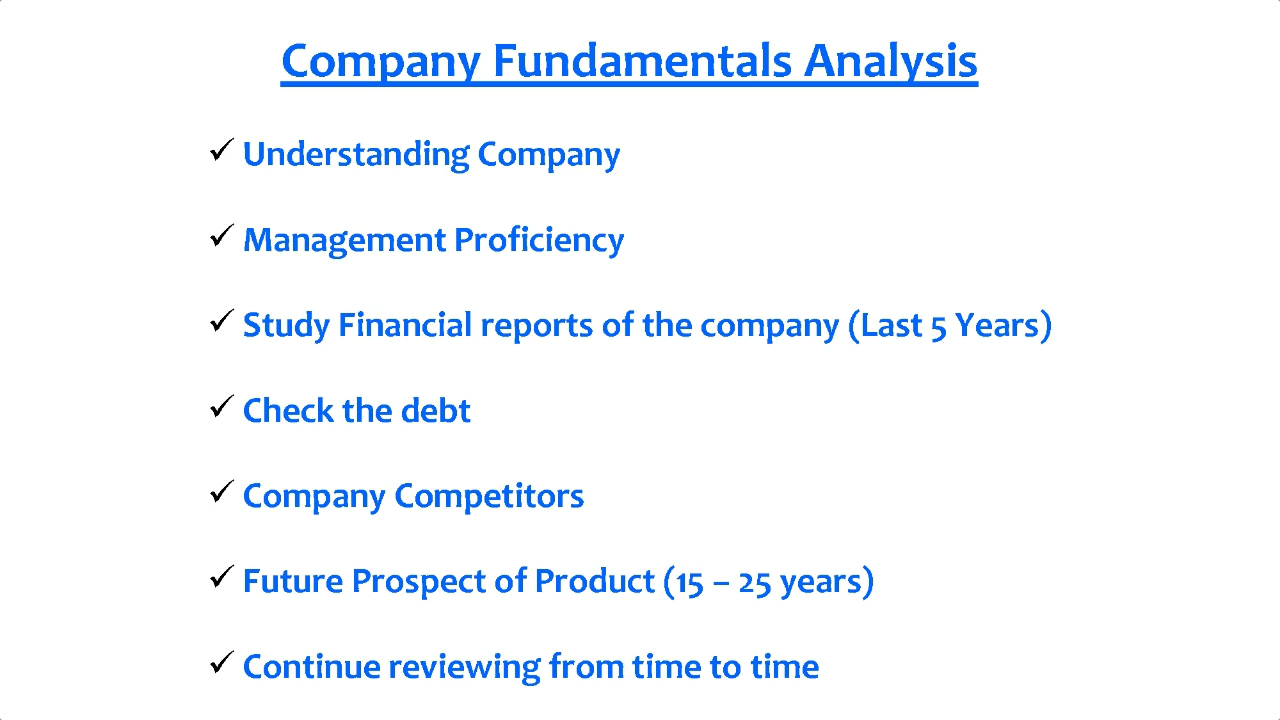 Company Fundamentals Analysis
✓ Understanding Company
✓ Management Proficiency
✓ Study Financial reports of the company (Last 5 Years)
✓ Check the debt
✓ Company Competitors
✓ Future Prospect of Product (15 – 25 years)
✓ Continue reviewing from time to time